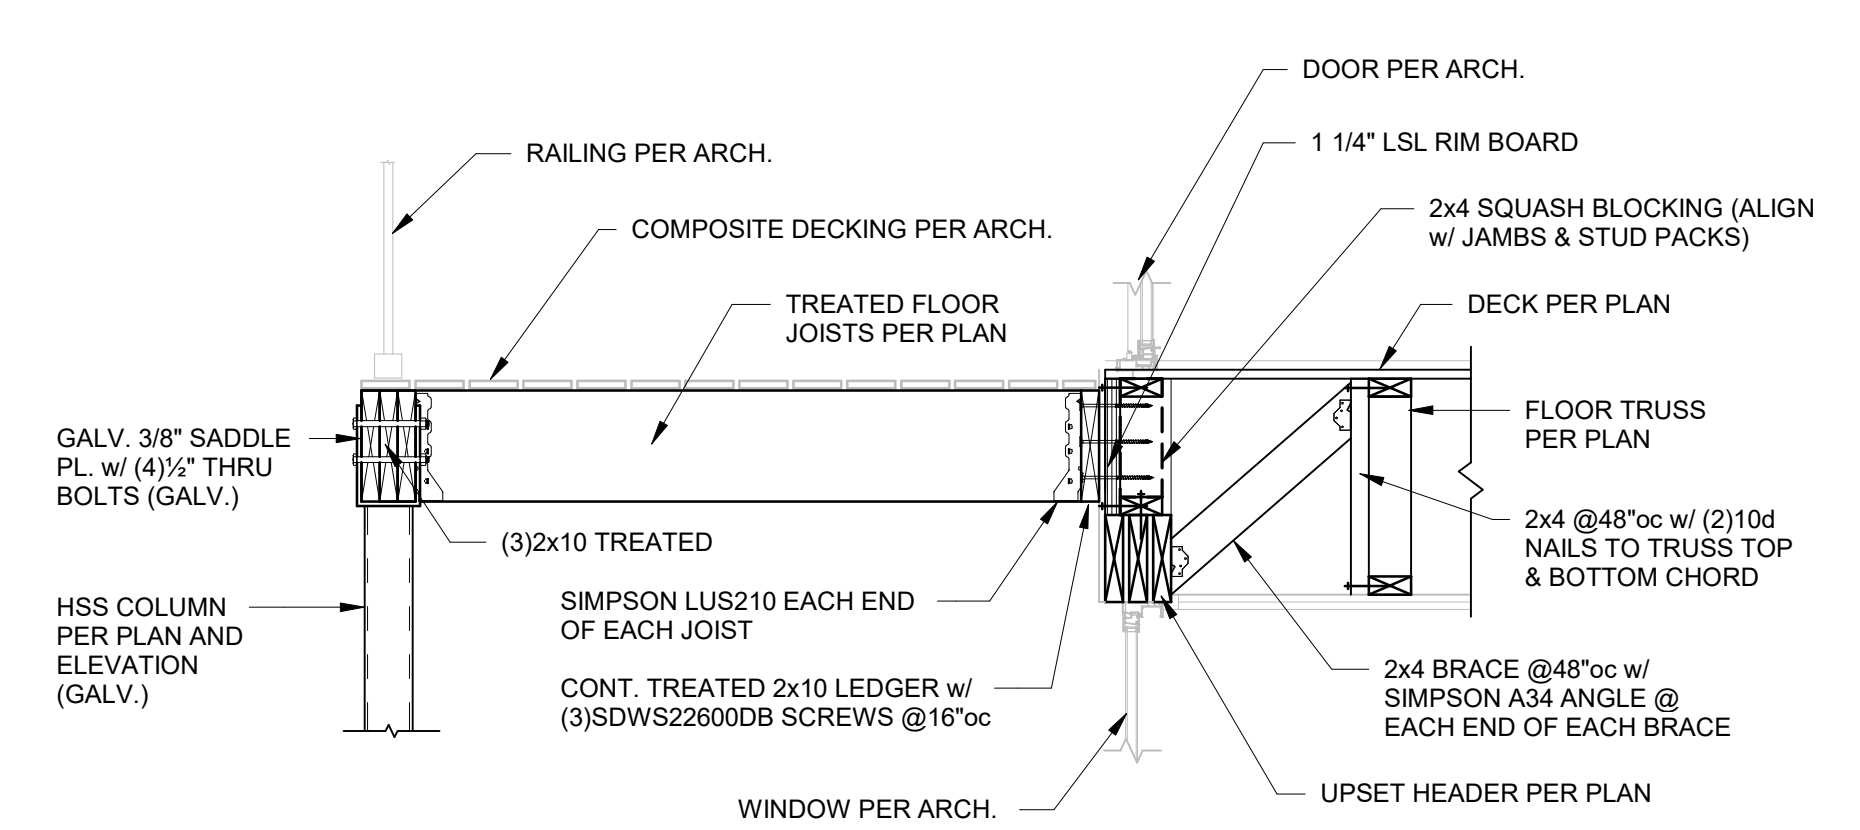 DOOR PER ARCH.
1 1/4" LSL RIM BOARD
RAILING PER ARCH.
2x4 SQUASH BLOCKING (ALIGN
w/ JAMBS & STUD PACKS)
COMPOSITE DECKING PER ARCH.
TREATED FLOOR
JOISTS PER PLAN
DECK PER PLAN
FLOOR TRUSS
PER PLAN
GALV. 3/8" SADDLE
PL. w/ (4)½" THRU
BOLTS (GALV.)
(3)2x10 TREATED
2x4 @48"oc w/ (2)10d
NAILS TO TRUSS TOP
& BOTTOM CHORD
HSS COLUMN
PER PLAN AND
ELEVATION
(GALV.)
SIMPSON LUS210 EACH END
OF EACH JOIST
CONT. TREATED 2x10 LEDGER w/
(3)SDWS22600DB SCREWS @16"oc
2x4 BRACE @48"oc w/
SIMPSON A34 ANGLE @
EACH END OF EACH BRACE
UPSET HEADER PER PLAN
WINDOW PER ARCH.